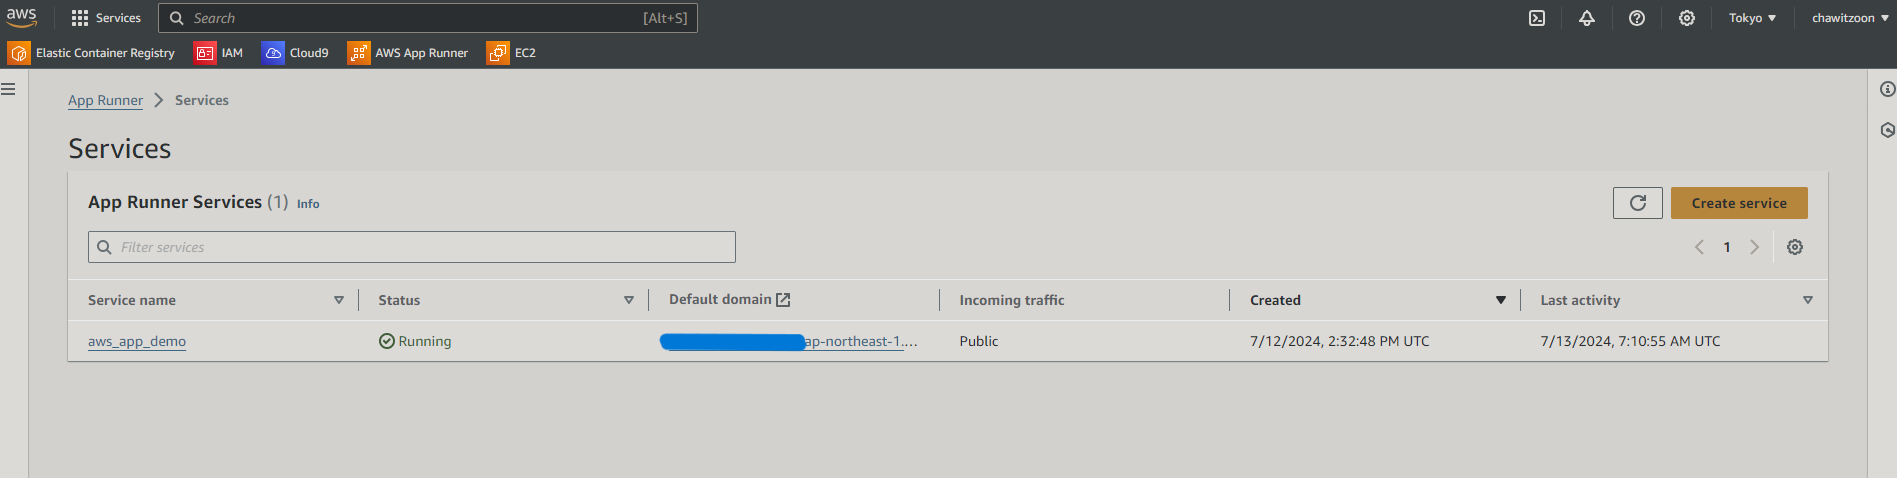 aws Services Search [Alt+S] Tokyo chawitzoon
Elastic Container Registry IAM Cloud9 AWS App Runner EC2
App Runner Services
Services
App Runner Services (1) Info
Create service
Filter services
1
Service name Status Default domain Incoming traffic Created Last activity
aws_app_demo Running ap-northeast-1.... Public 7/12/2024, 2:32:48 PM UTC 7/13/2024, 7:10:55 AM UTC